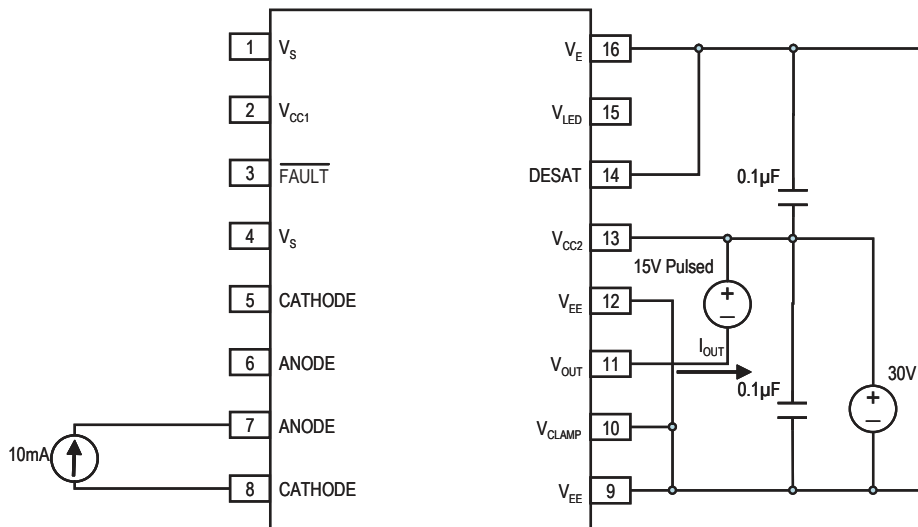 1 V_S V_E 16
2 V_CC1 V_LED 15
3 FAULT DESAT 14
0.1µF
4 V_S V_CC2 13
15V Pulsed
5 CATHODE V_EE 12
I_OUT
6 ANODE V_OUT 11
30V
0.1µF
7 ANODE V_CLAMP 10
10mA
8 CATHODE V_EE 9